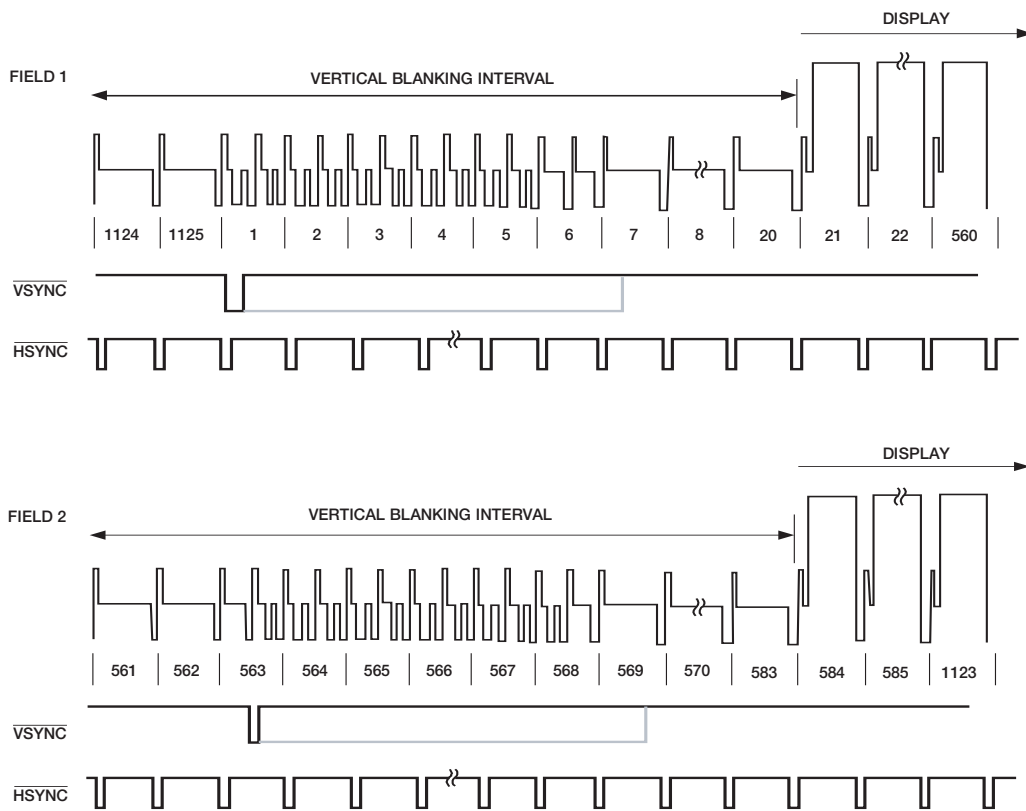 DISPLAY
FIELD 1
VERTICAL BLANKING INTERVAL
1124 1125 1 2 3 4 5 6 7 8 20 21 22 560
VSYNC
HSYNC
DISPLAY
FIELD 2
VERTICAL BLANKING INTERVAL
561 562 563 564 565 566 567 568 569 570 583 584 585 1123
VSYNC
HSYNC